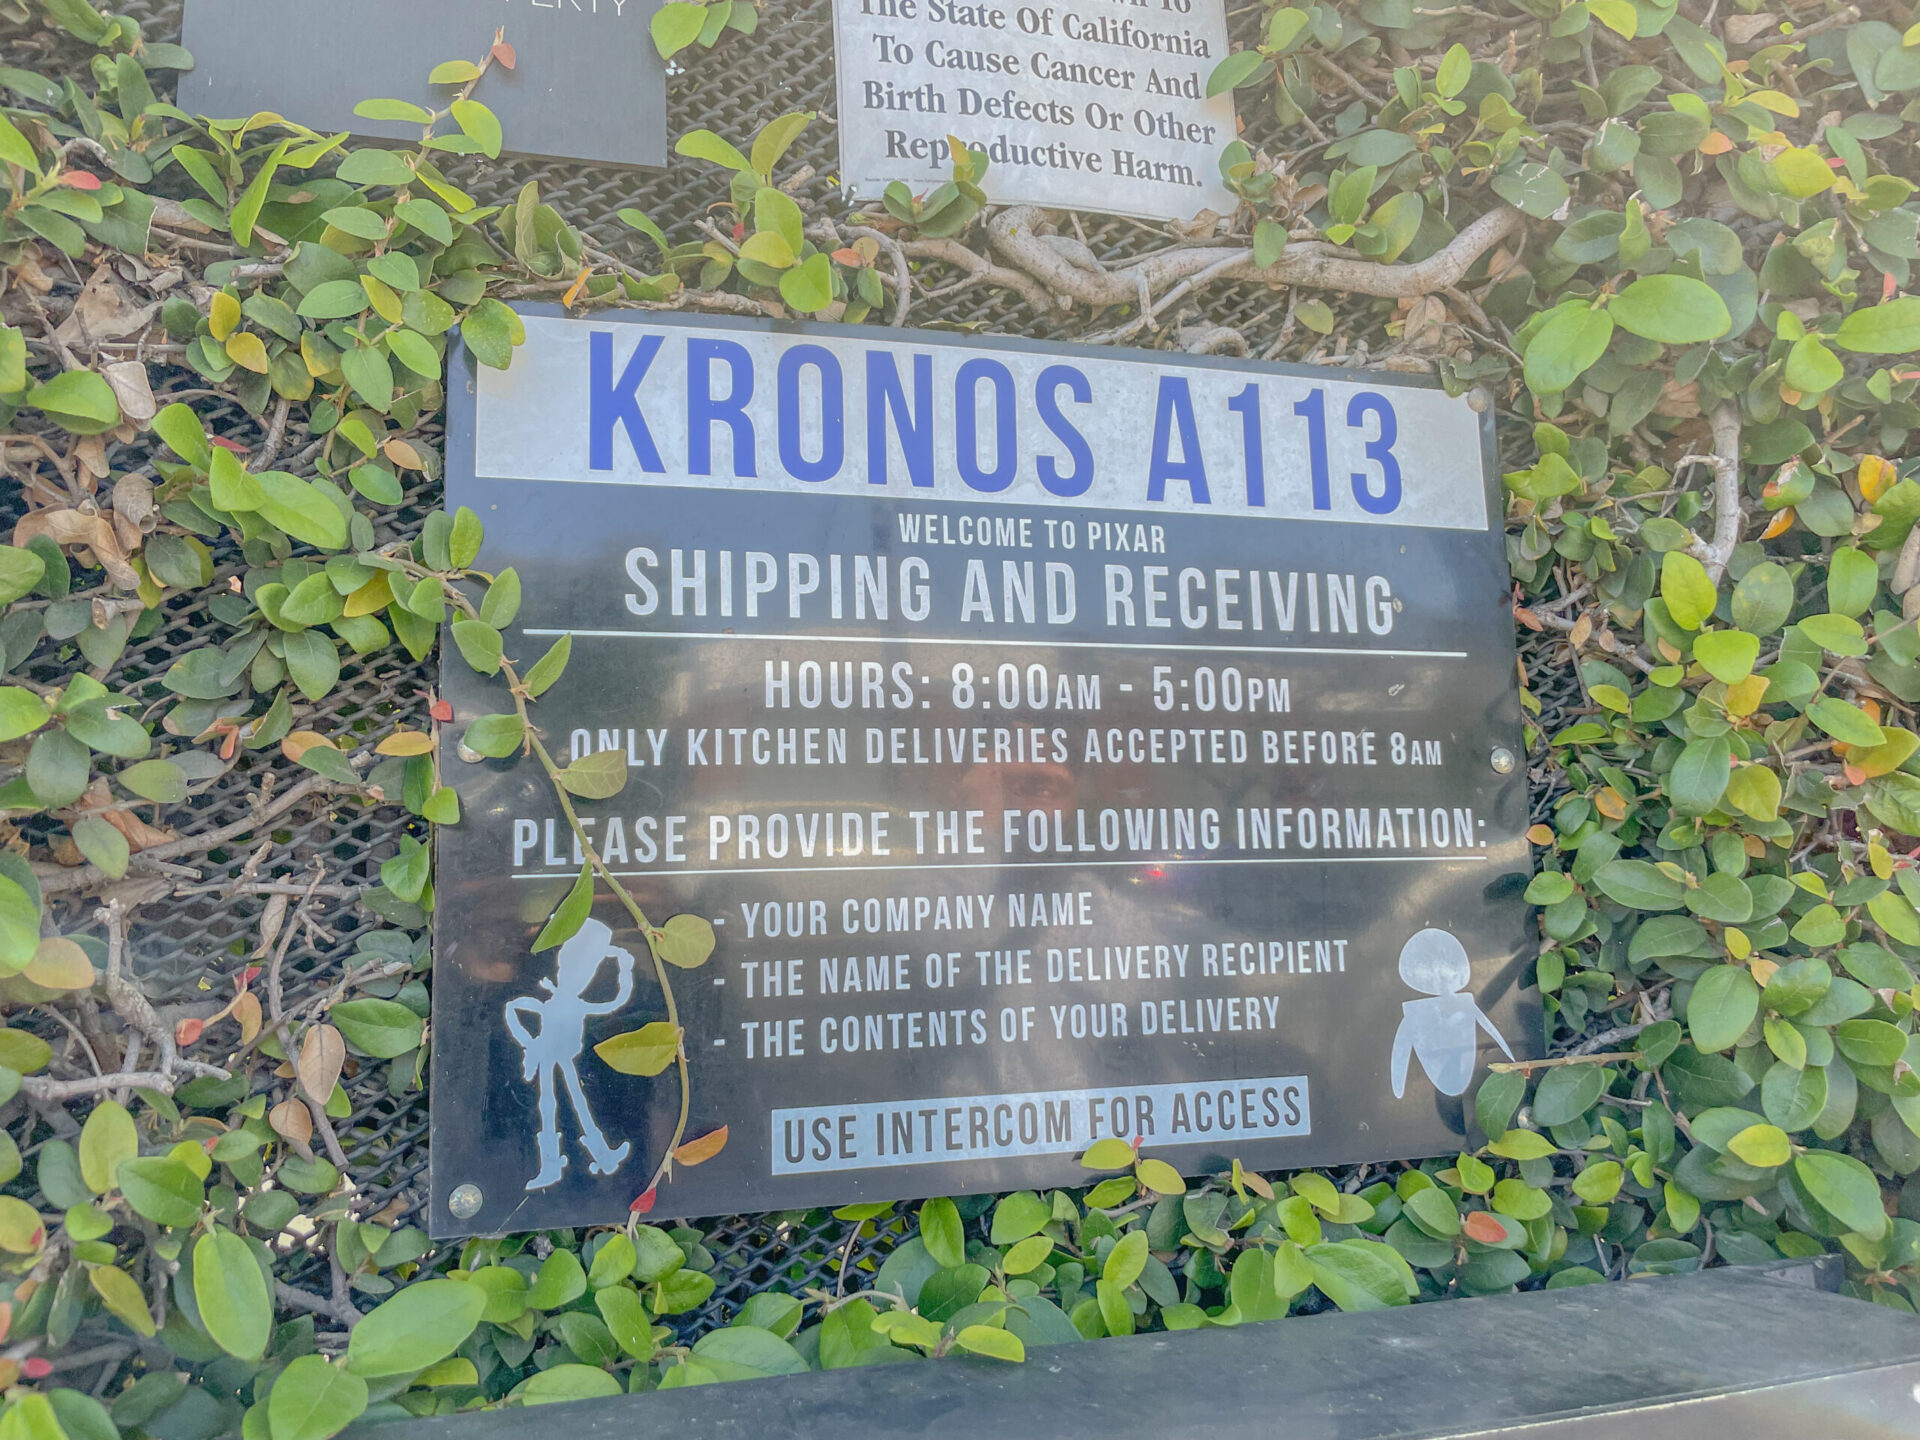 The State Of California
To Cause Cancer And
Birth Defects Or Other
Reproductive Harm.
KRONOS A113
WELCOME TO PIXAR
SHIPPING AND RECEIVING
HOURS: 8:00AM - 5:00PM
ONLY KITCHEN DELIVERIES ACCEPTED BEFORE 8AM
PLEASE PROVIDE THE FOLLOWING INFORMATION:
- YOUR COMPANY NAME
- THE NAME OF THE DELIVERY RECIPIENT
- THE CONTENTS OF YOUR DELIVERY
USE INTERCOM FOR ACCESS